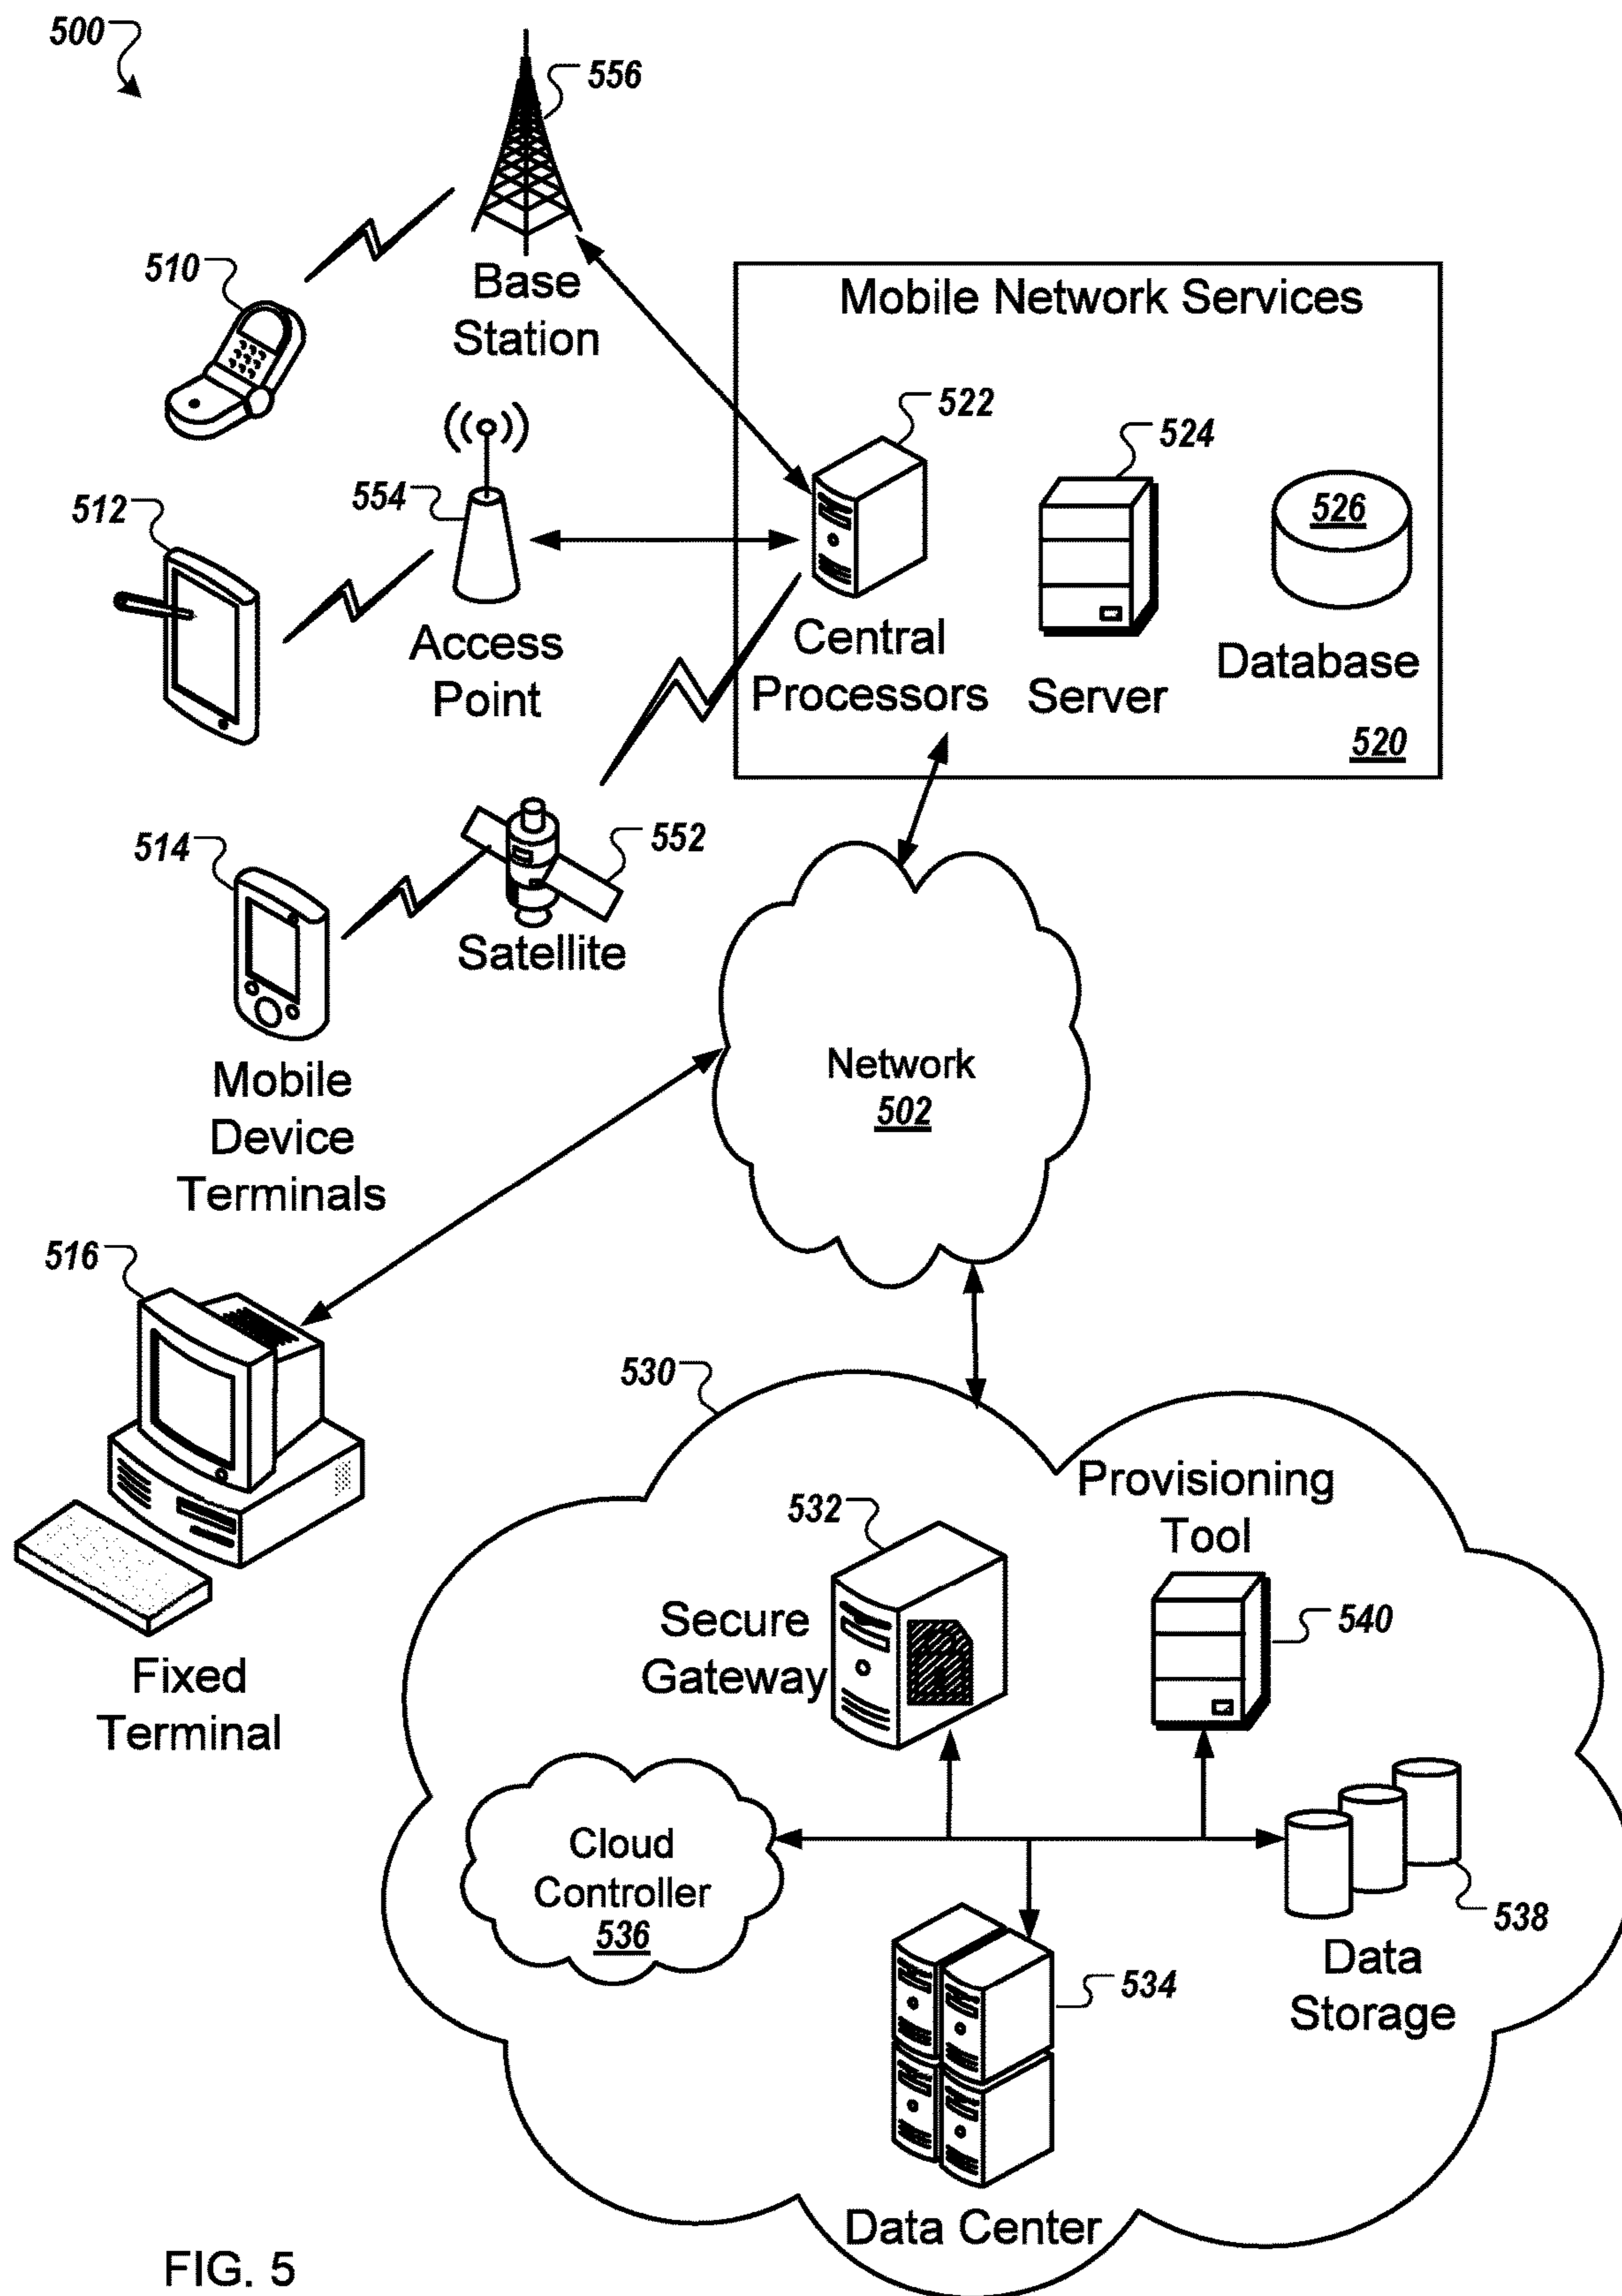 500
556
510
Base
Station
Mobile Network Services
522
524
526
512
554
Access
Point
Central
Processors
Server
Database
520
514
552
Satellite
Mobile
Device
Terminals
Network
502
516
530
Provisioning
Tool
532
Secure
Gateway
540
Fixed
Terminal
Cloud
Controller
536
538
Data
Storage
534
Data Center
FIG. 5